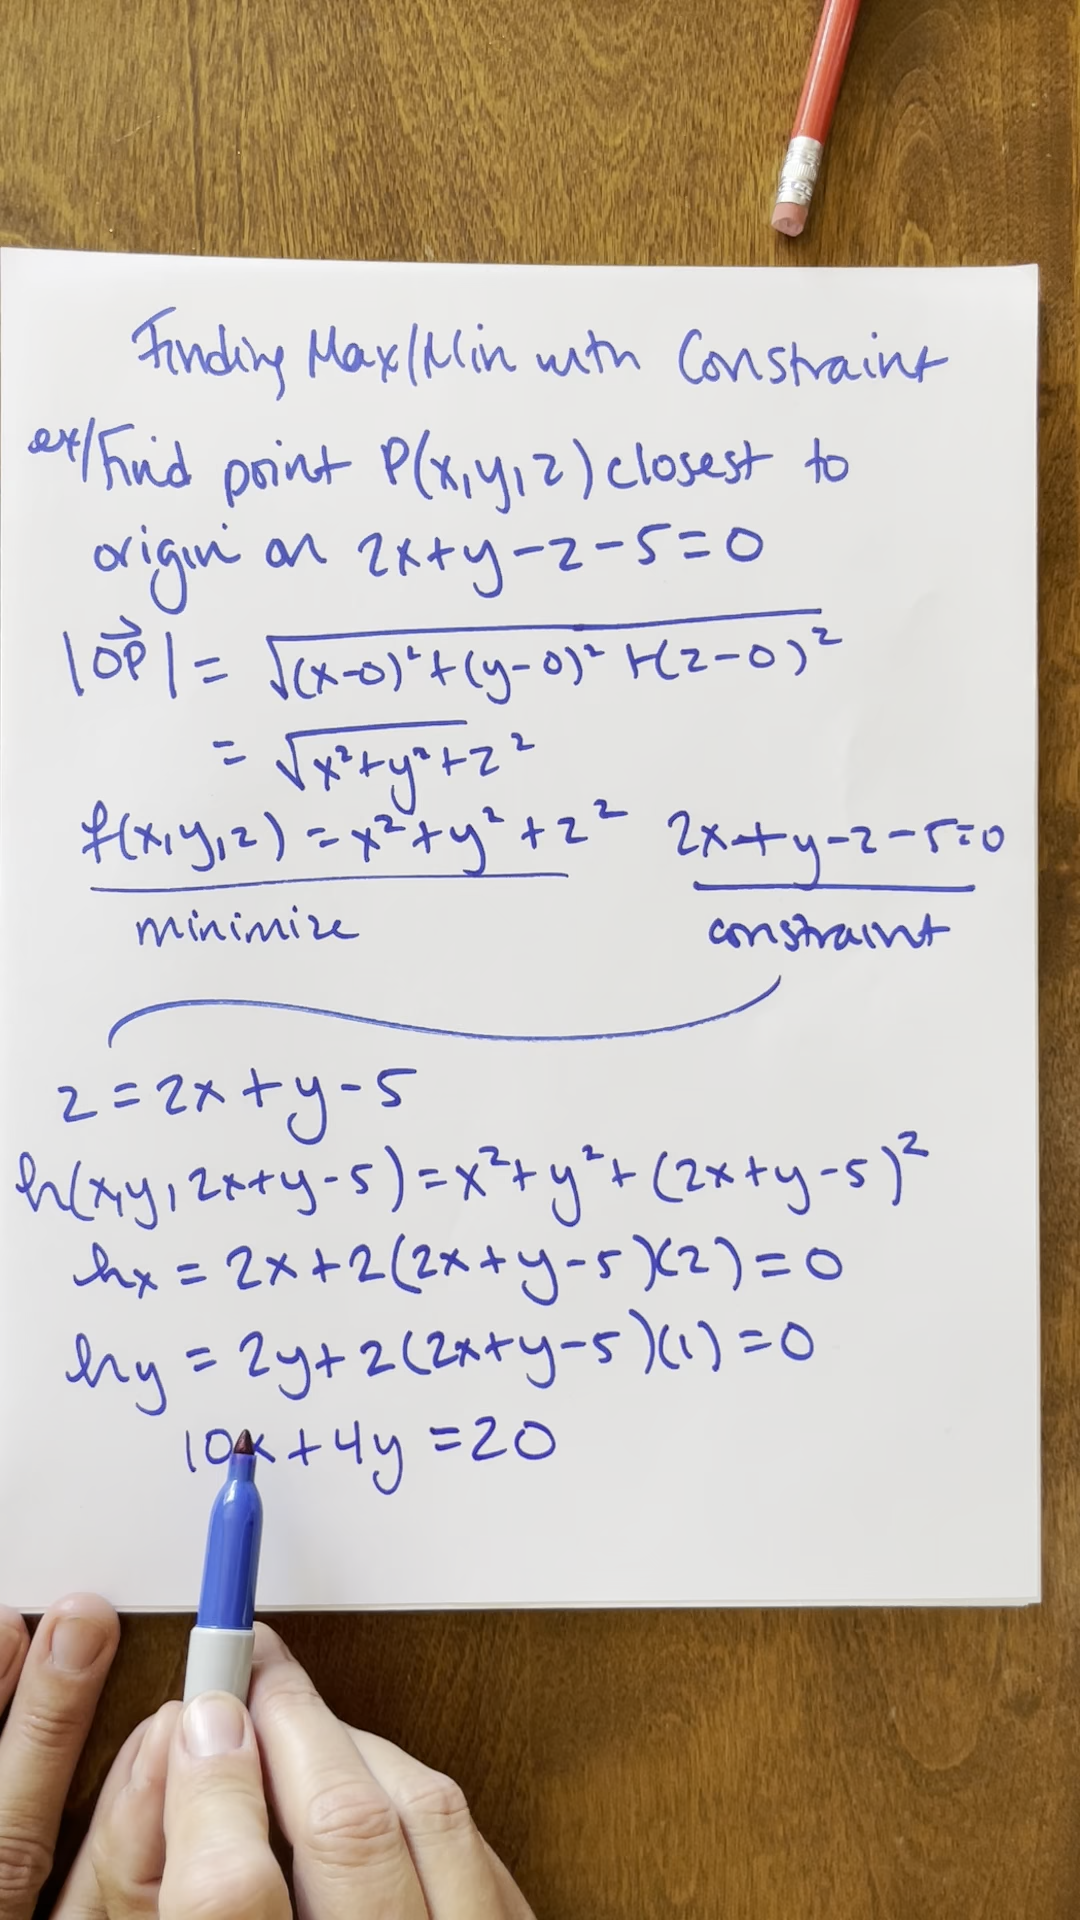 Finding Max/Min with Constraint
ex/Find point P(x,y,z) closest to
origin on 2x+y-z-5=0
|OP⃗| = √(x-0)²+(y-0)²+(z-0)²
= √x²+y²+z²
f(x,y,z)=x²+y²+z² 2x+y-z-5=0
minimize constraint
z=2x+y-5
h(x,y,2x+y-5)=x²+y²+(2x+y-5)²
hx = 2x+2(2x+y-5)(2)=0
hy = 2y+2(2x+y-5)(1)=0
10x+4y=20